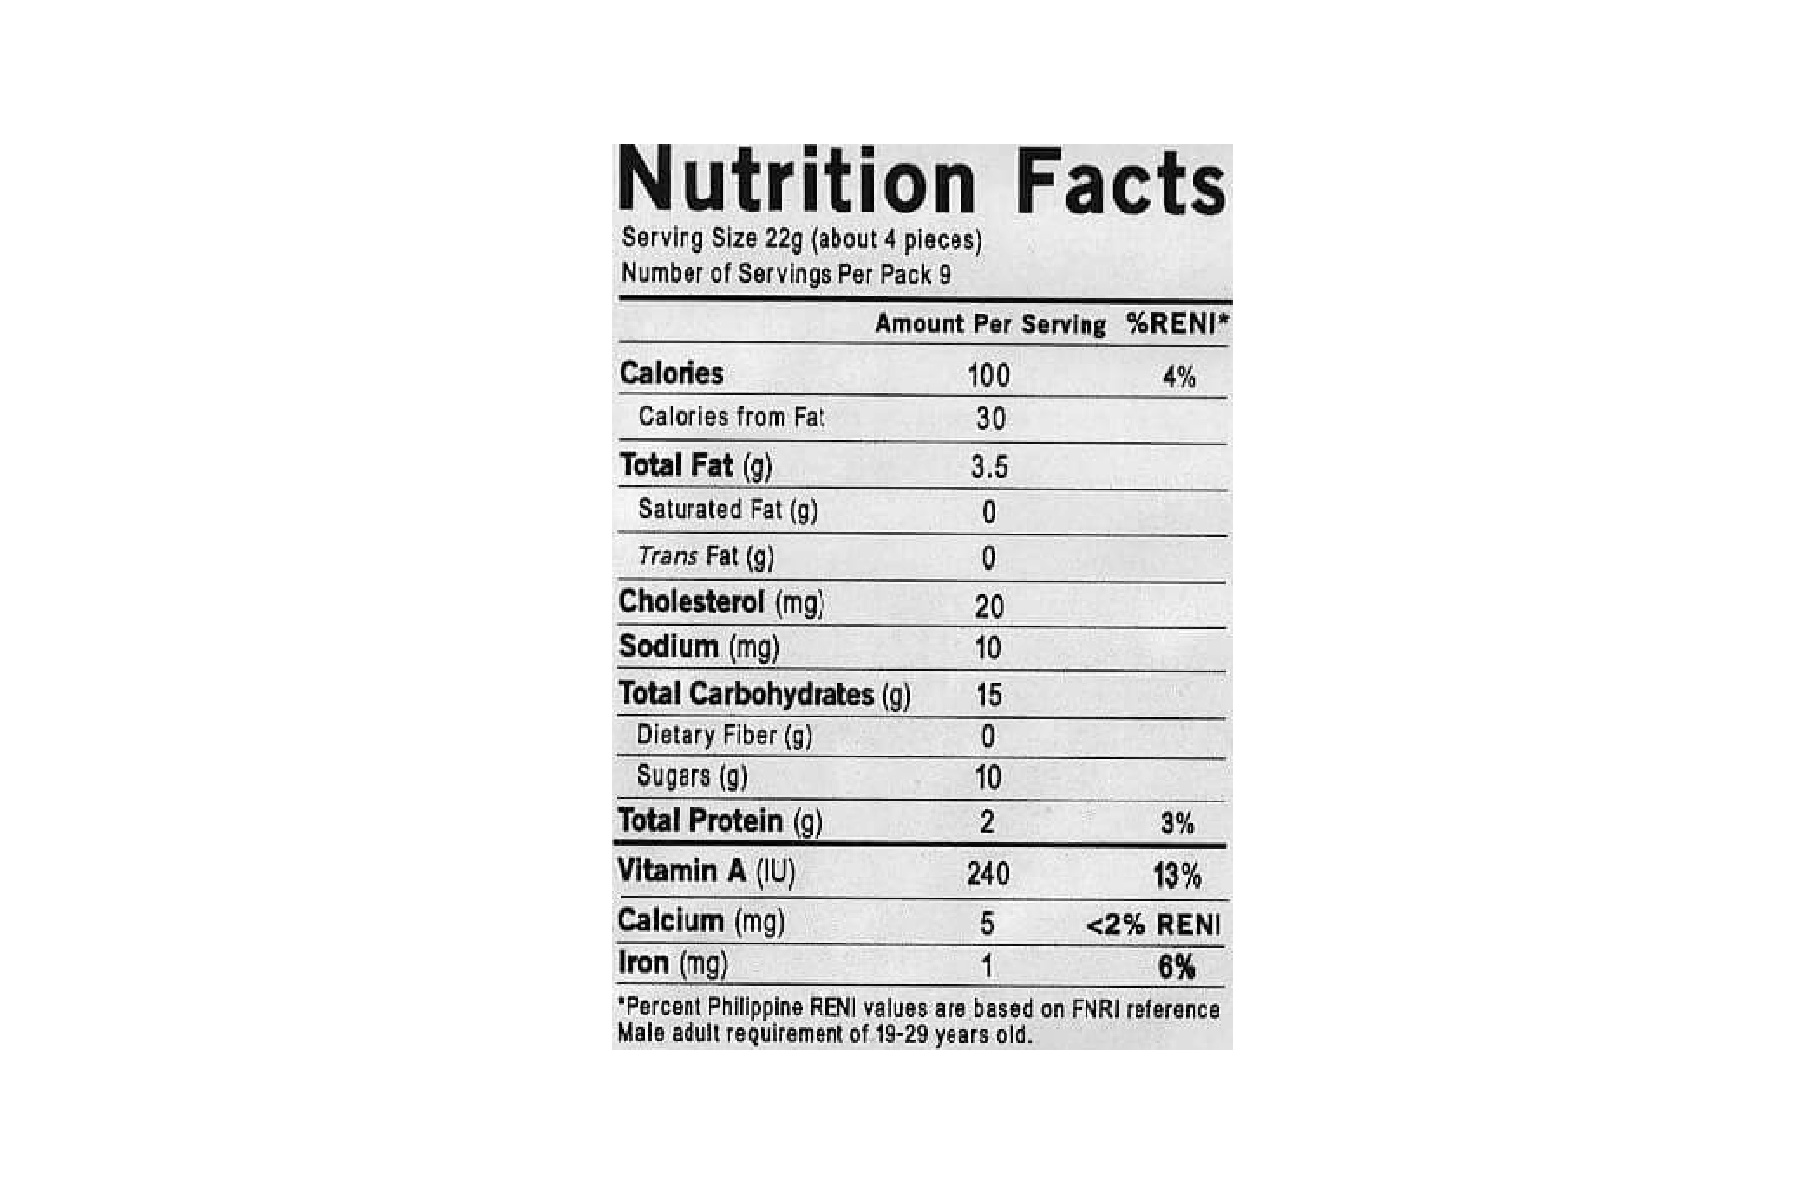 Nutrition Facts
Serving Size 22g (about 4 pieces)
Number of Servings Per Pack 9
Amount Per Serving %RENI*
Calories 100 4%
Calories from Fat 30
Total Fat (g) 3.5
Saturated Fat (g) 0
Trans Fat (g) 0
Cholesterol (mg) 20
Sodium (mg) 10
Total Carbohydrates (g) 15
Dietary Fiber (g) 0
Sugars (g) 10
Total Protein (g) 2 3%
Vitamin A (IU) 240 13%
Calcium (mg) 5 <2% RENI
Iron (mg) 1 6%
*Percent Philippine RENI values are based on FNRI reference
Male adult requirement of 19-29 years old.